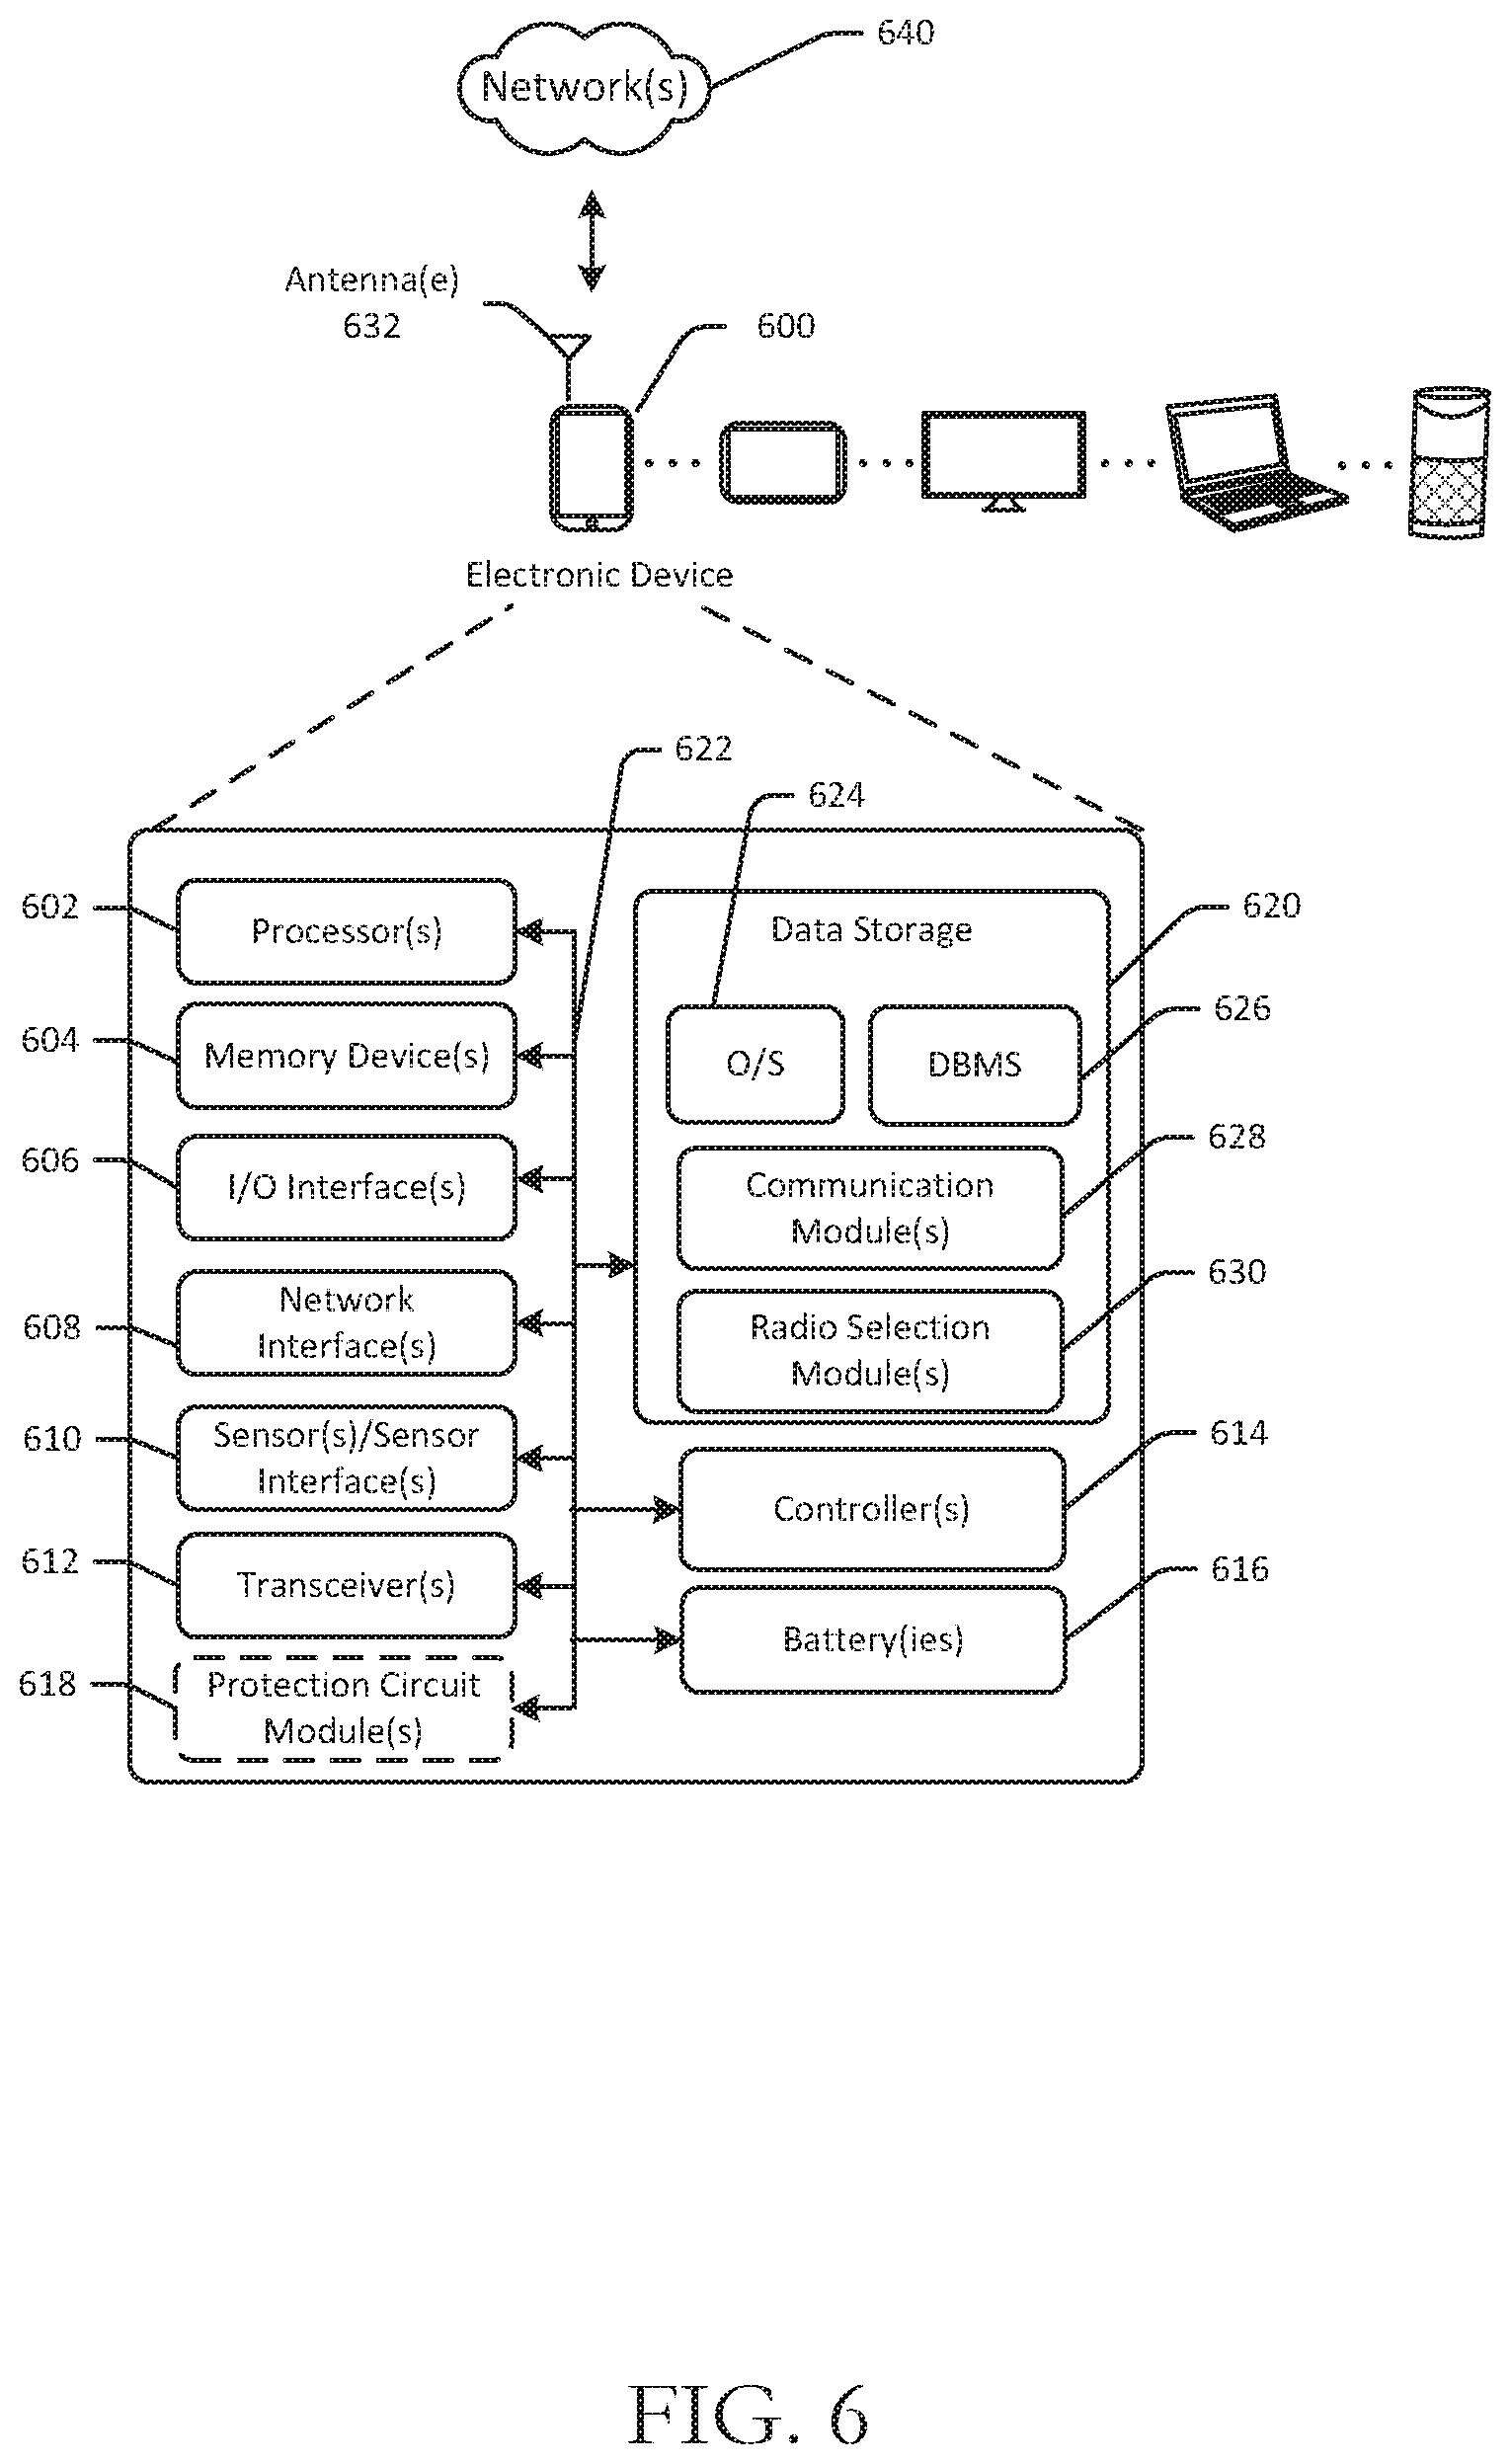 640
Network(s)
Antenna(e)
632
600
Electronic Device
622
624
602
Processor(s)
Data Storage
620
604
Memory Device(s)
O/S
DBMS
626
606
I/O Interface(s)
Communication
Module(s)
628
608
Network
Interface(s)
Radio Selection
Module(s)
630
610
Sensor(s)/Sensor
Interface(s)
Controller(s)
614
612
Transceiver(s)
Battery(ies)
616
618
Protection Circuit
Module(s)
FIG. 6